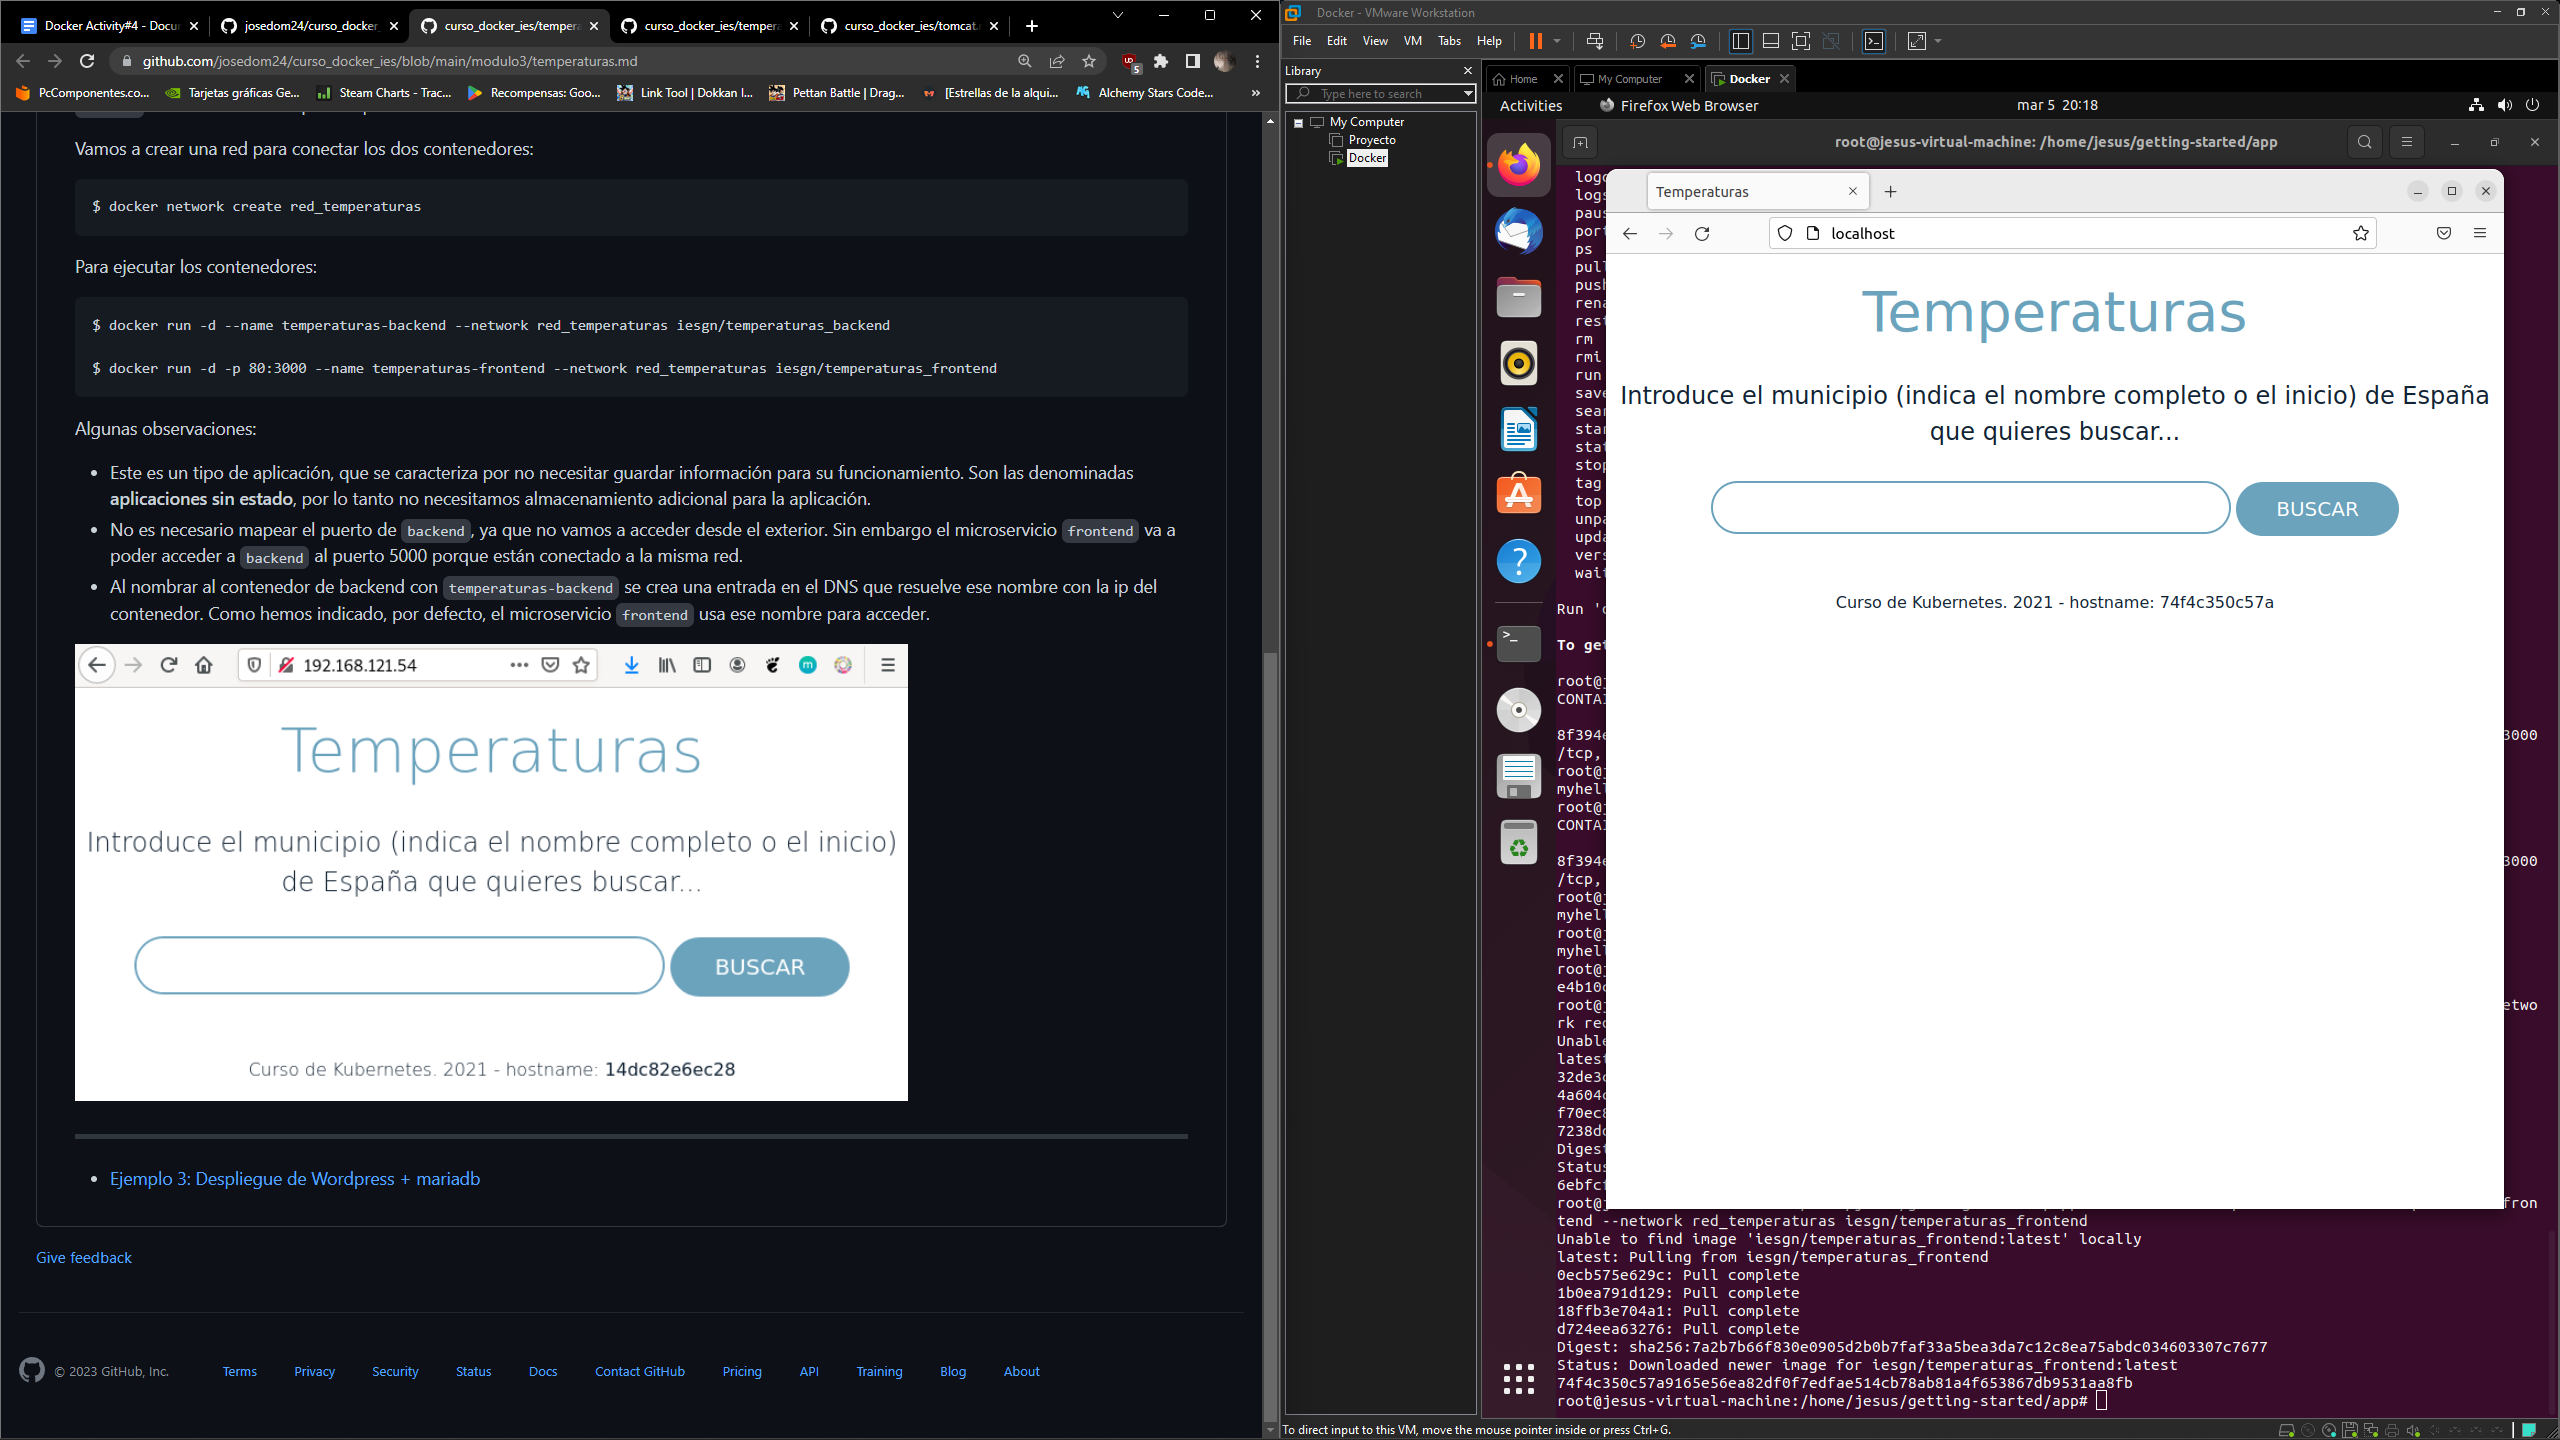 Docker Activity#4 - Docu
josedom24/curso_docker_
curso_docker_ies/tempera
curso_docker_ies/tempera
curso_docker_ies/tomcat.
github.com/josedom24/curso_docker_ies/blob/main/modulo3/temperaturas.md
5
PcComponentes.co...
Tarjetas gráficas Ge...
Steam Charts - Trac...
Recompensas: Goo...
Link Tool | Dokkan I...
Pettan Battle | Drag...
[Estrellas de la alqui...
Alchemy Stars Code...
»
Vamos a crear una red para conectar los dos contenedores:
$ docker network create red_temperaturas
Para ejecutar los contenedores:
$ docker run -d --name temperaturas-backend --network red_temperaturas iesgn/temperaturas_backend
$ docker run -d -p 80:3000 --name temperaturas-frontend --network red_temperaturas iesgn/temperaturas_frontend
Algunas observaciones:
• Este es un tipo de aplicación, que se caracteriza por no necesitar guardar información para su funcionamiento. Son las denominadas
aplicaciones sin estado, por lo tanto no necesitamos almacenamiento adicional para la aplicación.
• No es necesario mapear el puerto de backend, ya que no vamos a acceder desde el exterior. Sin embargo el microservicio frontend va a
poder acceder a backend al puerto 5000 porque están conectado a la misma red.
• Al nombrar al contenedor de backend con temperaturas-backend se crea una entrada en el DNS que resuelve ese nombre con la ip del
contenedor. Como hemos indicado, por defecto, el microservicio frontend usa ese nombre para acceder.
192.168.121.54
Temperaturas
Introduce el municipio (indica el nombre completo o el inicio)
de España que quieres buscar...
BUSCAR
Curso de Kubernetes. 2021 - hostname: 14dc82e6ec28
• Ejemplo 3: Despliegue de Wordpress + mariadb
Give feedback
© 2023 GitHub, Inc.
Terms
Privacy
Security
Status
Docs
Contact GitHub
Pricing
API
Training
Blog
About
Docker - VMware Workstation
File
Edit
View
VM
Tabs
Help
Library
Type here to search
My Computer
Proyecto
Docker
Home
My Computer
Docker
Activities
Firefox Web Browser
mar 5 20:18
root@jesus-virtual-machine: /home/jesus/getting-started/app
Temperaturas
localhost
Temperaturas
Introduce el municipio (indica el nombre completo o el inicio) de España
que quieres buscar...
BUSCAR
Curso de Kubernetes. 2021 - hostname: 74f4c350c57a
logo
logs
paus
port
ps
pull
push
rena
rest
rm
rmi
run
save
sear
star
stat
stop
tag
top
unpa
upda
vers
wait
Run 'd
To get
root@j
CONTAI
8f394e
3000
/tcp,
root@j
myhell
root@j
CONTAI
8f394e
3000
/tcp,
root@j
myhell
root@j
myhell
root@j
e4b10c
root@j
etwo
rk red
Unable
latest
32de3c
4a604c
f70ec8
7238dc
Digest
Status
6ebfcf
root@j
fron
tend --network red_temperaturas iesgn/temperaturas_frontend
Unable to find image 'iesgn/temperaturas_frontend:latest' locally
latest: Pulling from iesgn/temperaturas_frontend
0ecb575e629c: Pull complete
1b0ea791d129: Pull complete
18ffb3e704a1: Pull complete
d724eea63276: Pull complete
Digest: sha256:7a2b7b66f830e0905d2b0b7faf33a5bea3da7c12c8ea75abdc034603307c7677
Status: Downloaded newer image for iesgn/temperaturas_frontend:latest
74f4c350c57a9165e56ea82df0f7edfae514cb78ab81a4f653867db9531aa8fb
root@jesus-virtual-machine:/home/jesus/getting-started/app#
To direct input to this VM, move the mouse pointer inside or press Ctrl+G.